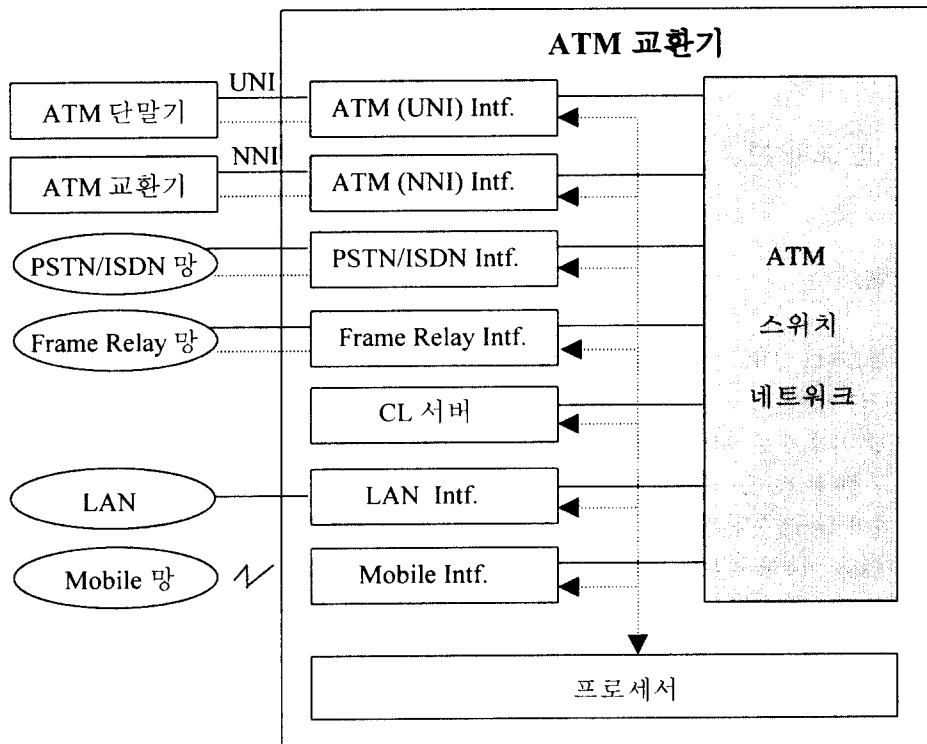 ATM 교환기
UNI
ATM 단말기
ATM (UNI) Intf.
NNI
ATM 교환기
ATM (NNI) Intf.
PSTN/ISDN 망
PSTN/ISDN Intf.
ATM
스위치
네트워크
Frame Relay 망
Frame Relay Intf.
CL 서버
LAN
LAN Intf.
Mobile 망
Mobile Intf.
프로세서